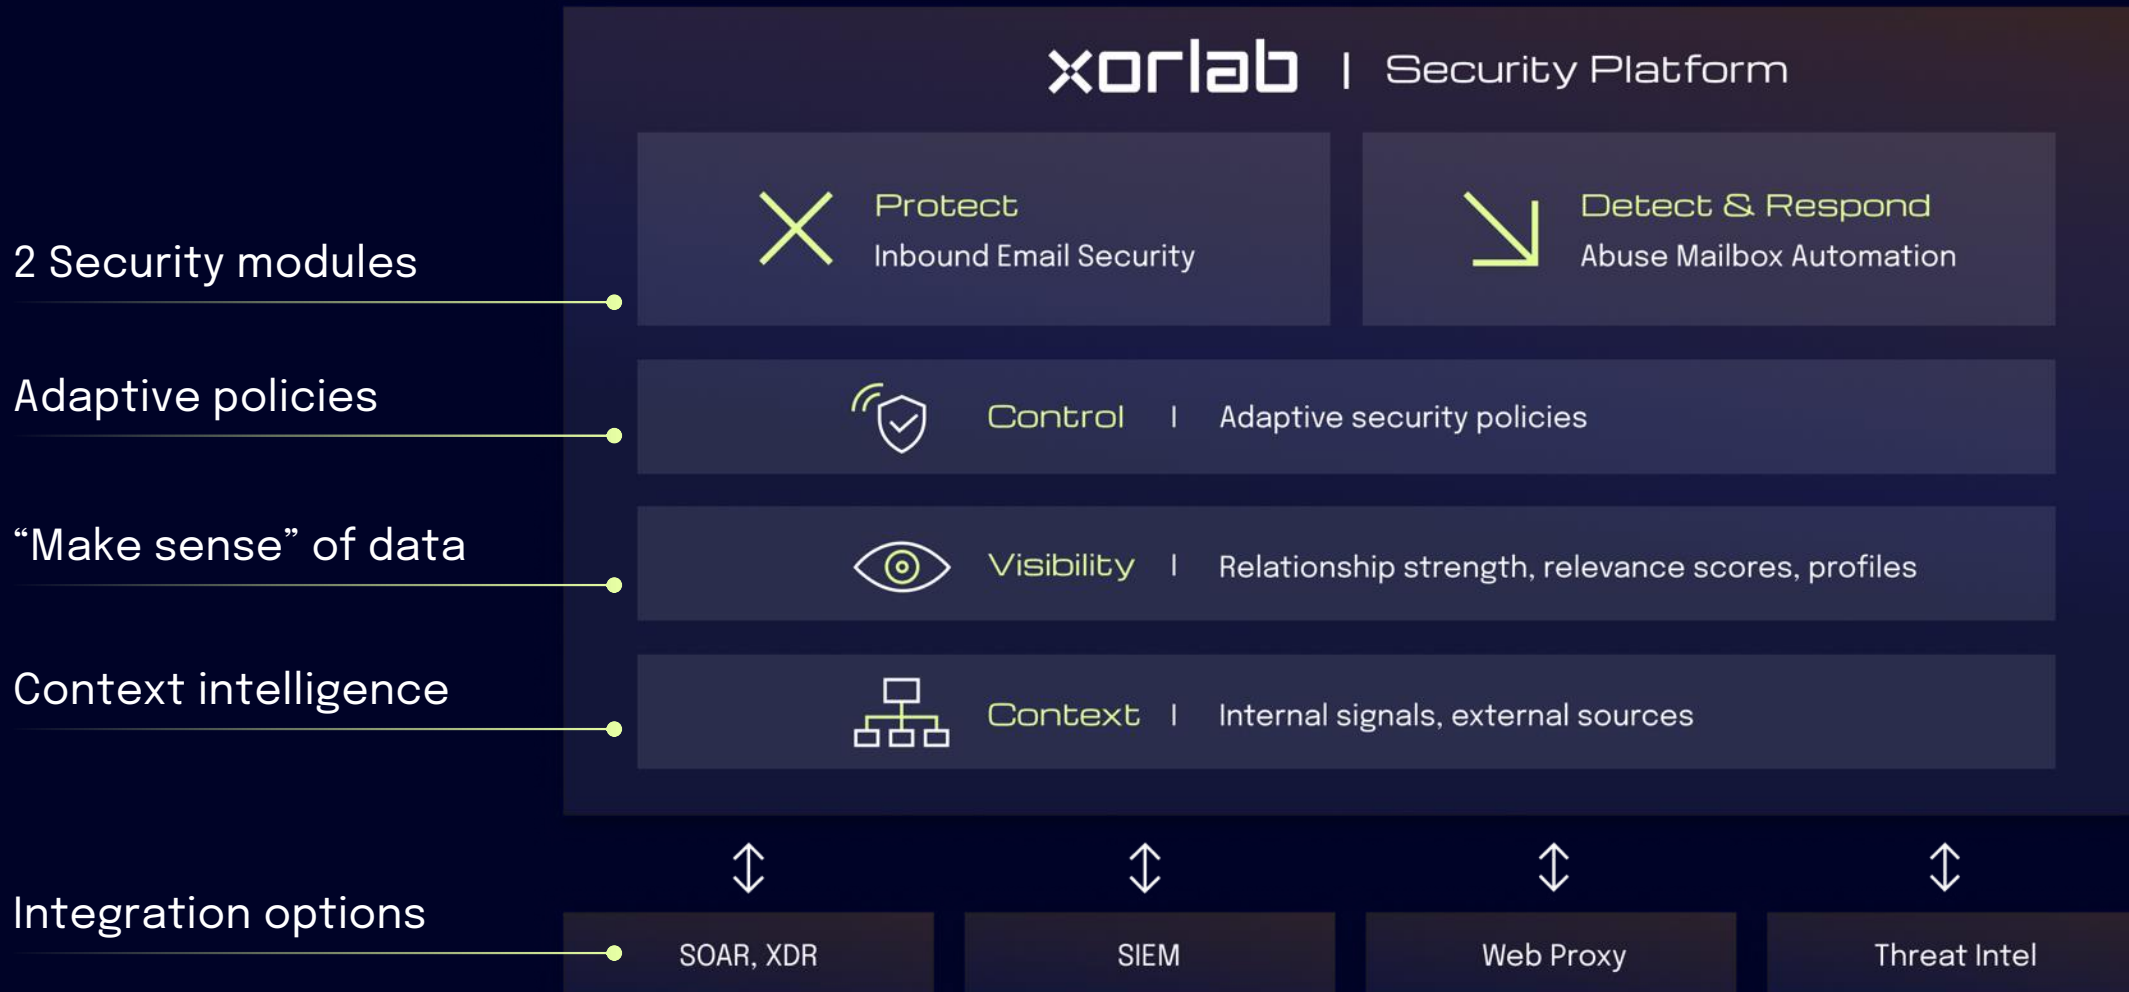 xorlab | Security Platform
2 Security modules
Protect
Inbound Email Security
Detect & Respond
Abuse Mailbox Automation
Adaptive policies
Control | Adaptive security policies
“Make sense” of data
Visibility | Relationship strength, relevance scores, profiles
Context intelligence
Context | Internal signals, external sources
Integration options
SOAR, XDR
SIEM
Web Proxy
Threat Intel